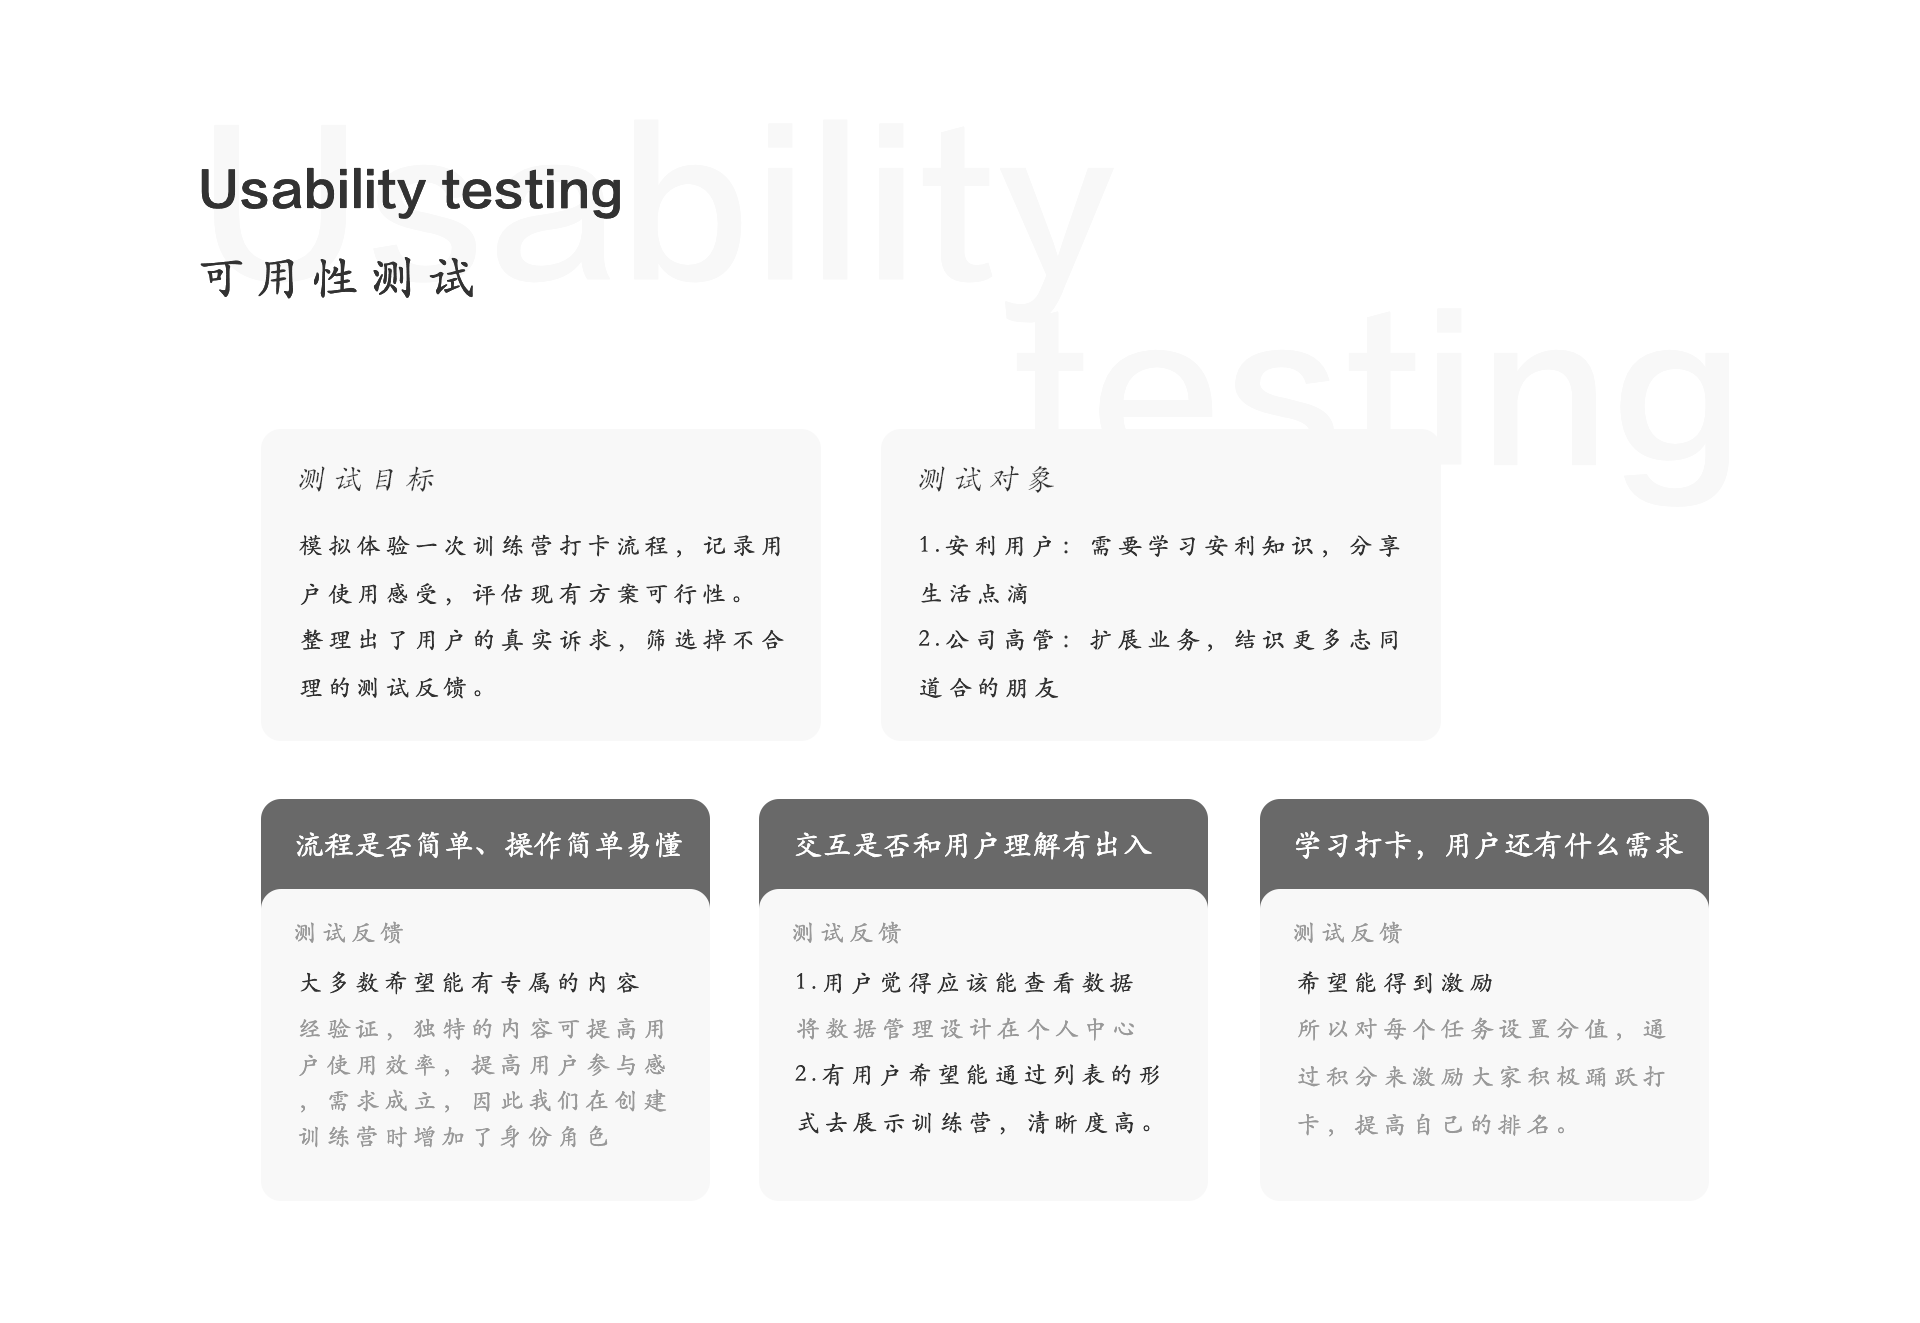 Usability testing
Usability
testing
可用性测试
测试目标
模拟体验一次训练营打卡流程，记录用
户使用感受，评估现有方案可行性。
整理出了用户的真实诉求，筛选掉不合
理的测试反馈。
测试对象
1.安利用户：需要学习安利知识，分享
生活点滴
2.公司高管：扩展业务，结识更多志同
道合的朋友
流程是否简单、操作简单易懂
测试反馈
大多数希望能有专属的内容
经验证，独特的内容可提高用
户使用效率，提高用户参与感
，需求成立，因此我们在创建
训练营时增加了身份角色
交互是否和用户理解有出入
测试反馈
1.用户觉得应该能查看数据
将数据管理设计在个人中心
2.有用户希望能通过列表的形
式去展示训练营，清晰度高。
学习打卡，用户还有什么需求
测试反馈
希望能得到激励
所以对每个任务设置分值，通
过积分来激励大家积极踊跃打
卡，提高自己的排名。